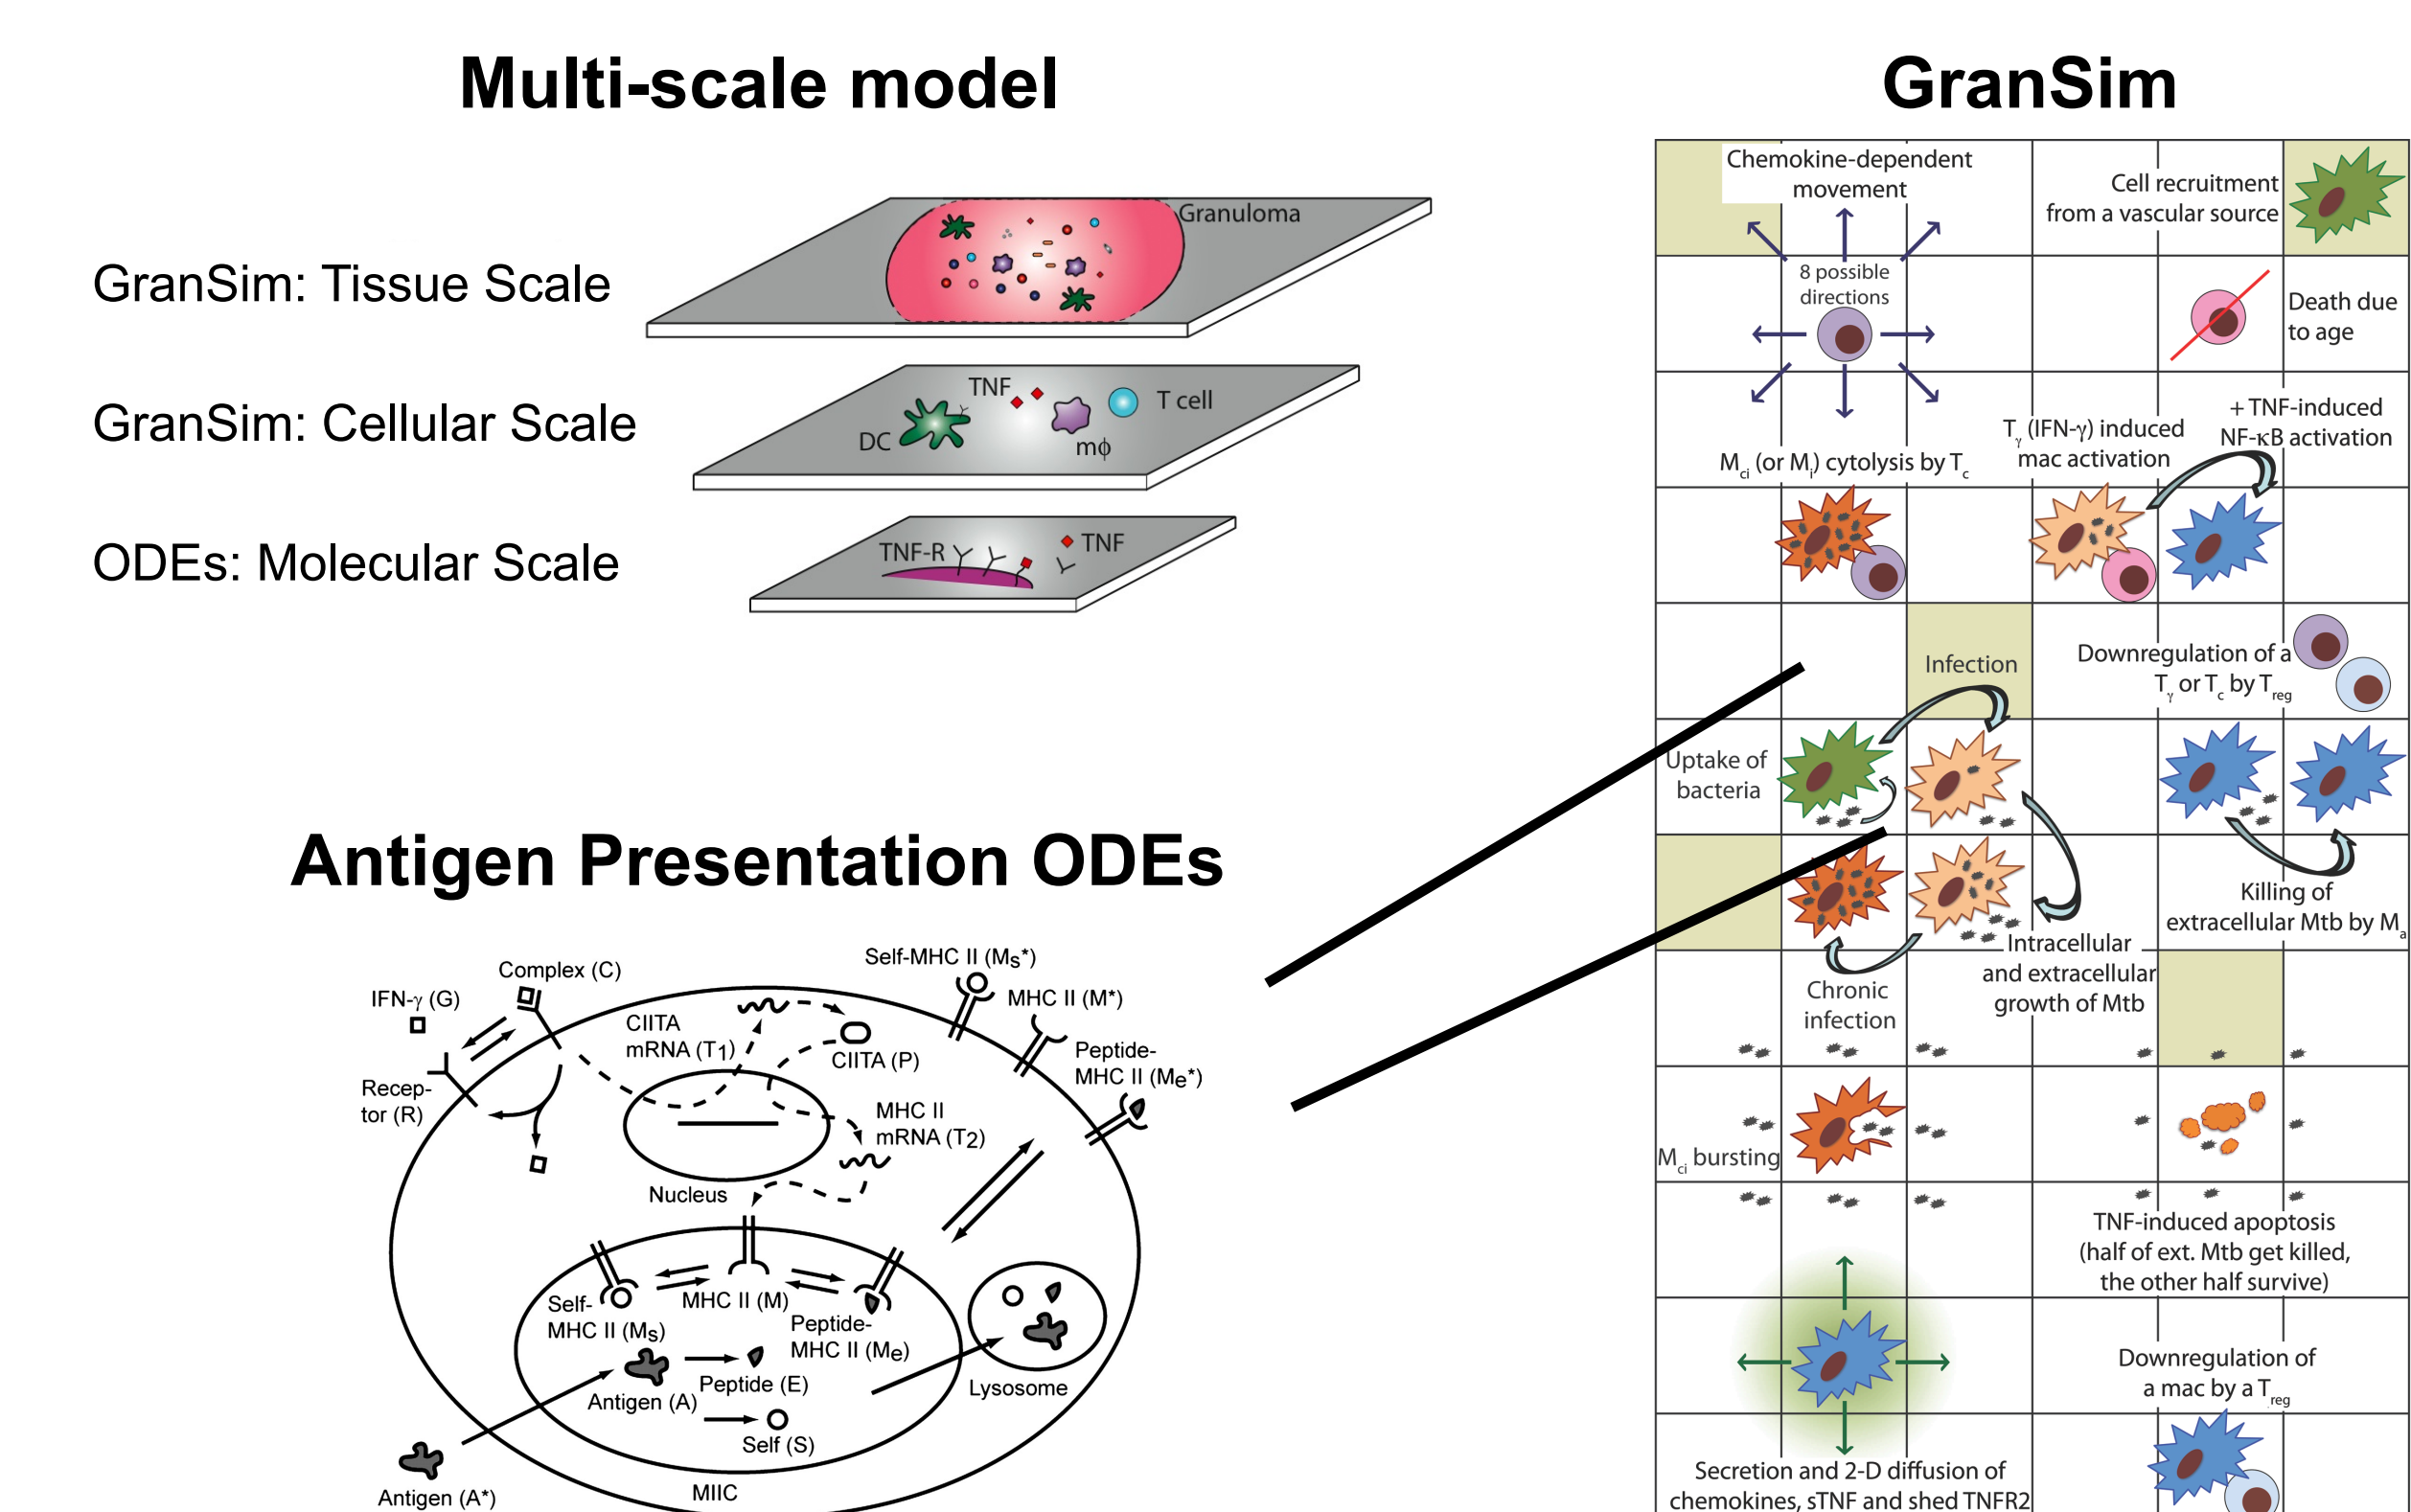 Multi-scale model
GranSim: Tissue Scale
GranSim: Cellular Scale
ODEs: Molecular Scale
Granuloma
TNF
T cell
DC
mϕ
TNF-R
TNF
Antigen Presentation ODEs
Complex (C)
IFN-γ (G)
Recep-
tor (R)
CIITA
mRNA (T1)
CIITA (P)
Self-MHC II (Ms*)
MHC II (M*)
Peptide-
MHC II (Me*)
MHC II
mRNA (T2)
Nucleus
Self-
MHC II (Ms)
MHC II (M)
Peptide-
MHC II (Me)
Antigen (A)
Peptide (E)
Self (S)
Lysosome
Antigen (A*)
MIIC
GranSim
Chemokine-dependent
movement
8 possible
directions
Cell recruitment
from a vascular source
Death due
to age
Mci (or Mi) cytolysis by Tc
Tγ (IFN-γ) induced
mac activation
+ TNF-induced
NF-κB activation
Infection
Downregulation of a
Tγ or Tc by Treg
Uptake of
bacteria
Killing of
extracellular Mtb by Ma
Intracellular
and extracellular
growth of Mtb
Chronic
infection
Mci bursting
TNF-induced apoptosis
(half of ext. Mtb get killed,
the other half survive)
Downregulation of
a mac by a Treg
Secretion and 2-D diffusion of
chemokines, sTNF and shed TNFR2